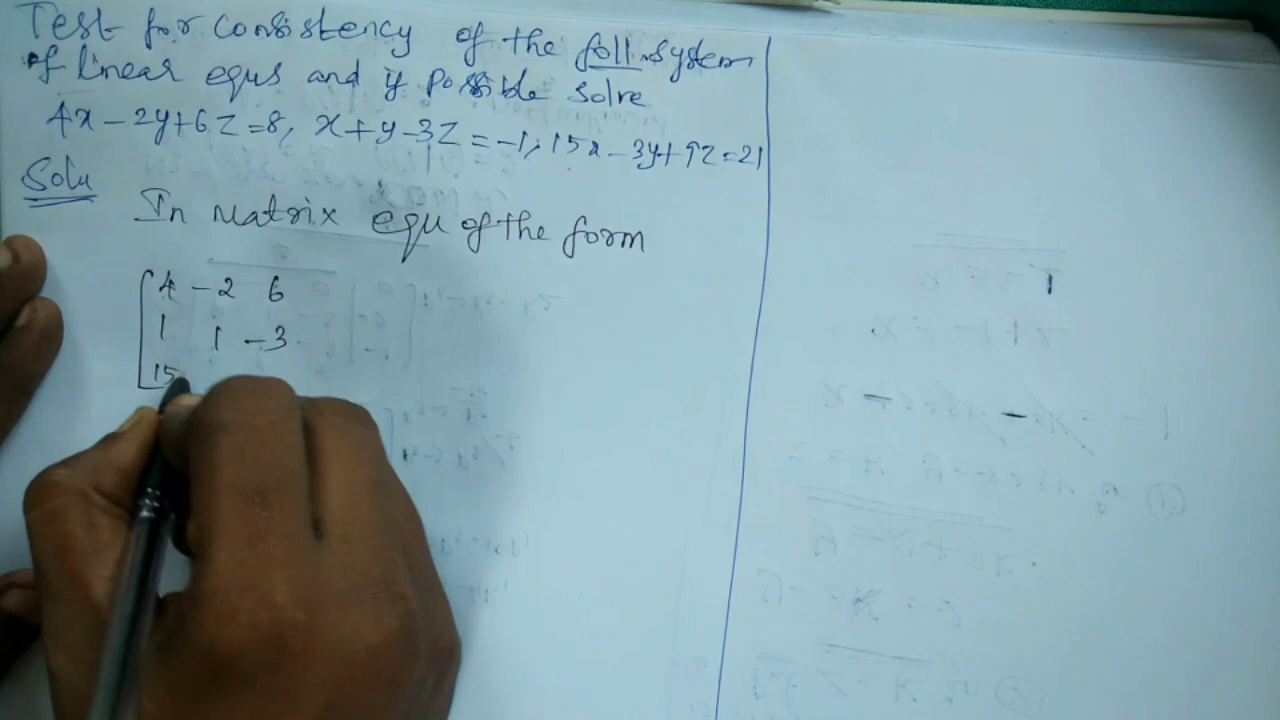 Test for consistency of the foll. system
of linear equs and if possible solve
4x-2y+6z=8, x+y-3z=-1, 15x-3y+9z=21
Solu
In Matrix equ of the form
4 -2 6
1 1 -3
15